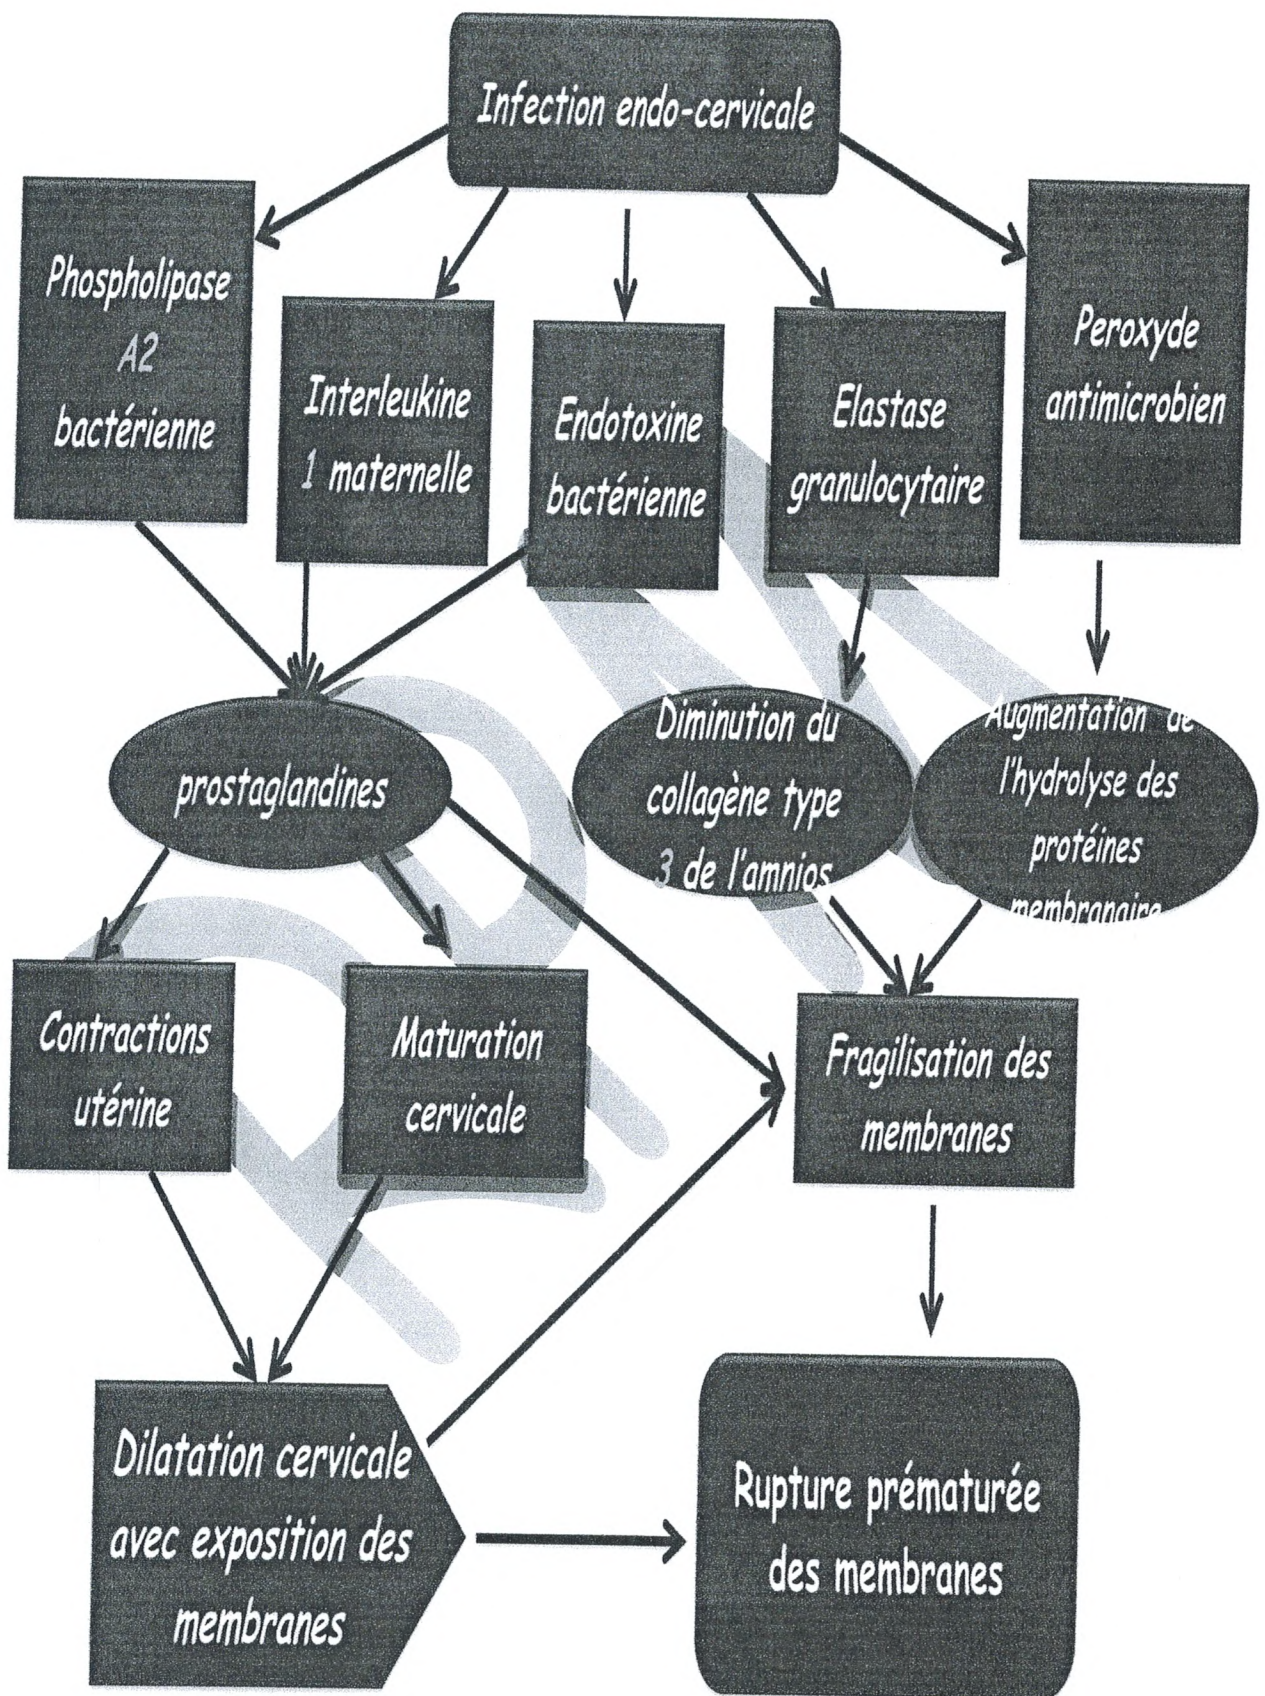 Infection endo-cervicale
Phospholipase
A2
bactérienne
Interleukine
1 maternelle
Endotoxine
bactérienne
Elastase
granulocytaire
Peroxyde
antimicrobien
prostaglandines
Diminution du
collagène type
3 de l'amnios
Augmentation de
l'hydrolyse des
protéines
membranaire
Contractions
utérine
Maturation
cervicale
Fragilisation des
membranes
Dilatation cervicale
avec exposition des
membranes
Rupture prématurée
des membranes